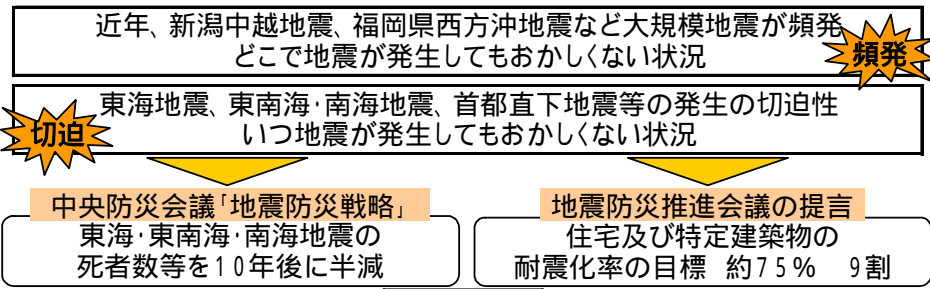 近年、新潟中越地震、福岡県西方沖地震など大規模地震が頻発
どこで地震が発生してもおかしくない状況
頻発
東海地震、東南海・南海地震、首都直下地震等の発生の切迫性
いつ地震が発生してもおかしくない状況
切迫
中央防災会議「地震防災戦略」
東海・東南海・南海地震の
死者数等を10年後に半減
地震防災推進会議の提言
住宅及び特定建築物の
耐震化率の目標 約75% 9割